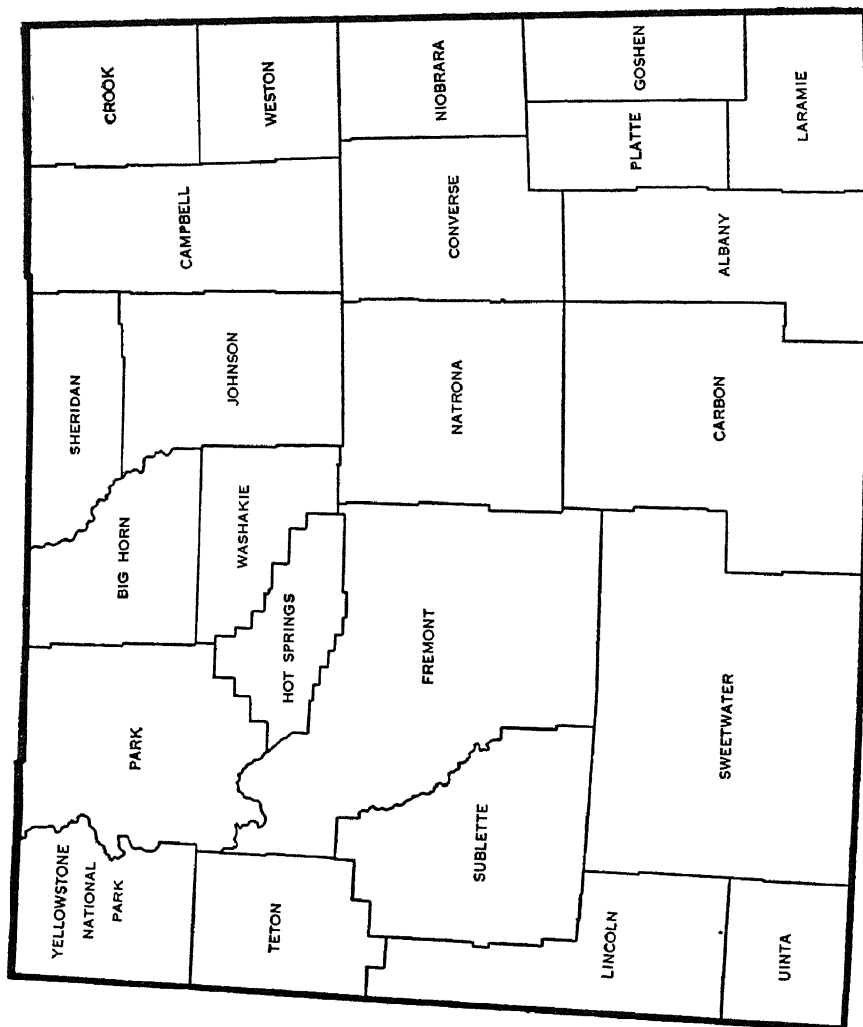 YELLOWSTONE
NATIONAL
PARK
PARK
BIG HORN
SHERIDAN
CAMPBELL
CROOK
TETON
HOT SPRINGS
WASHAKIE
JOHNSON
WESTON
SUBLETTE
FREMONT
NATRONA
CONVERSE
NIOBRARA
LINCOLN
SWEETWATER
CARBON
ALBANY
PLATTE
GOSHEN
UINTA
LARAMIE